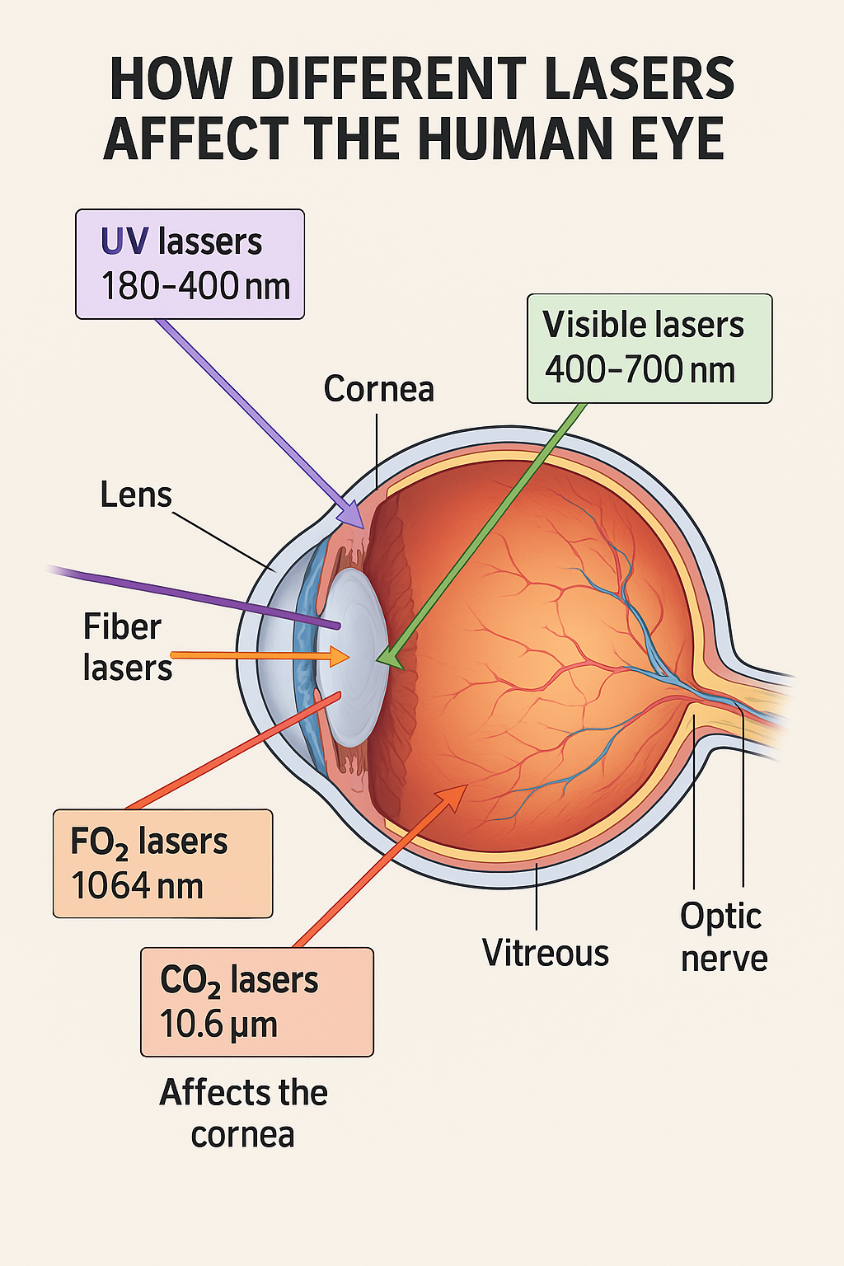 HOW DIFFERENT LASERS
AFFECT THE HUMAN EYE
UV lassers
180–400 nm
Visible lasers
400–700 nm
Cornea
Lens
Fiber
lasers
FO₂ lasers
1064 nm
CO₂ lasers
10.6 µm
Affects the
cornea
Vitreous
Optic
nerve